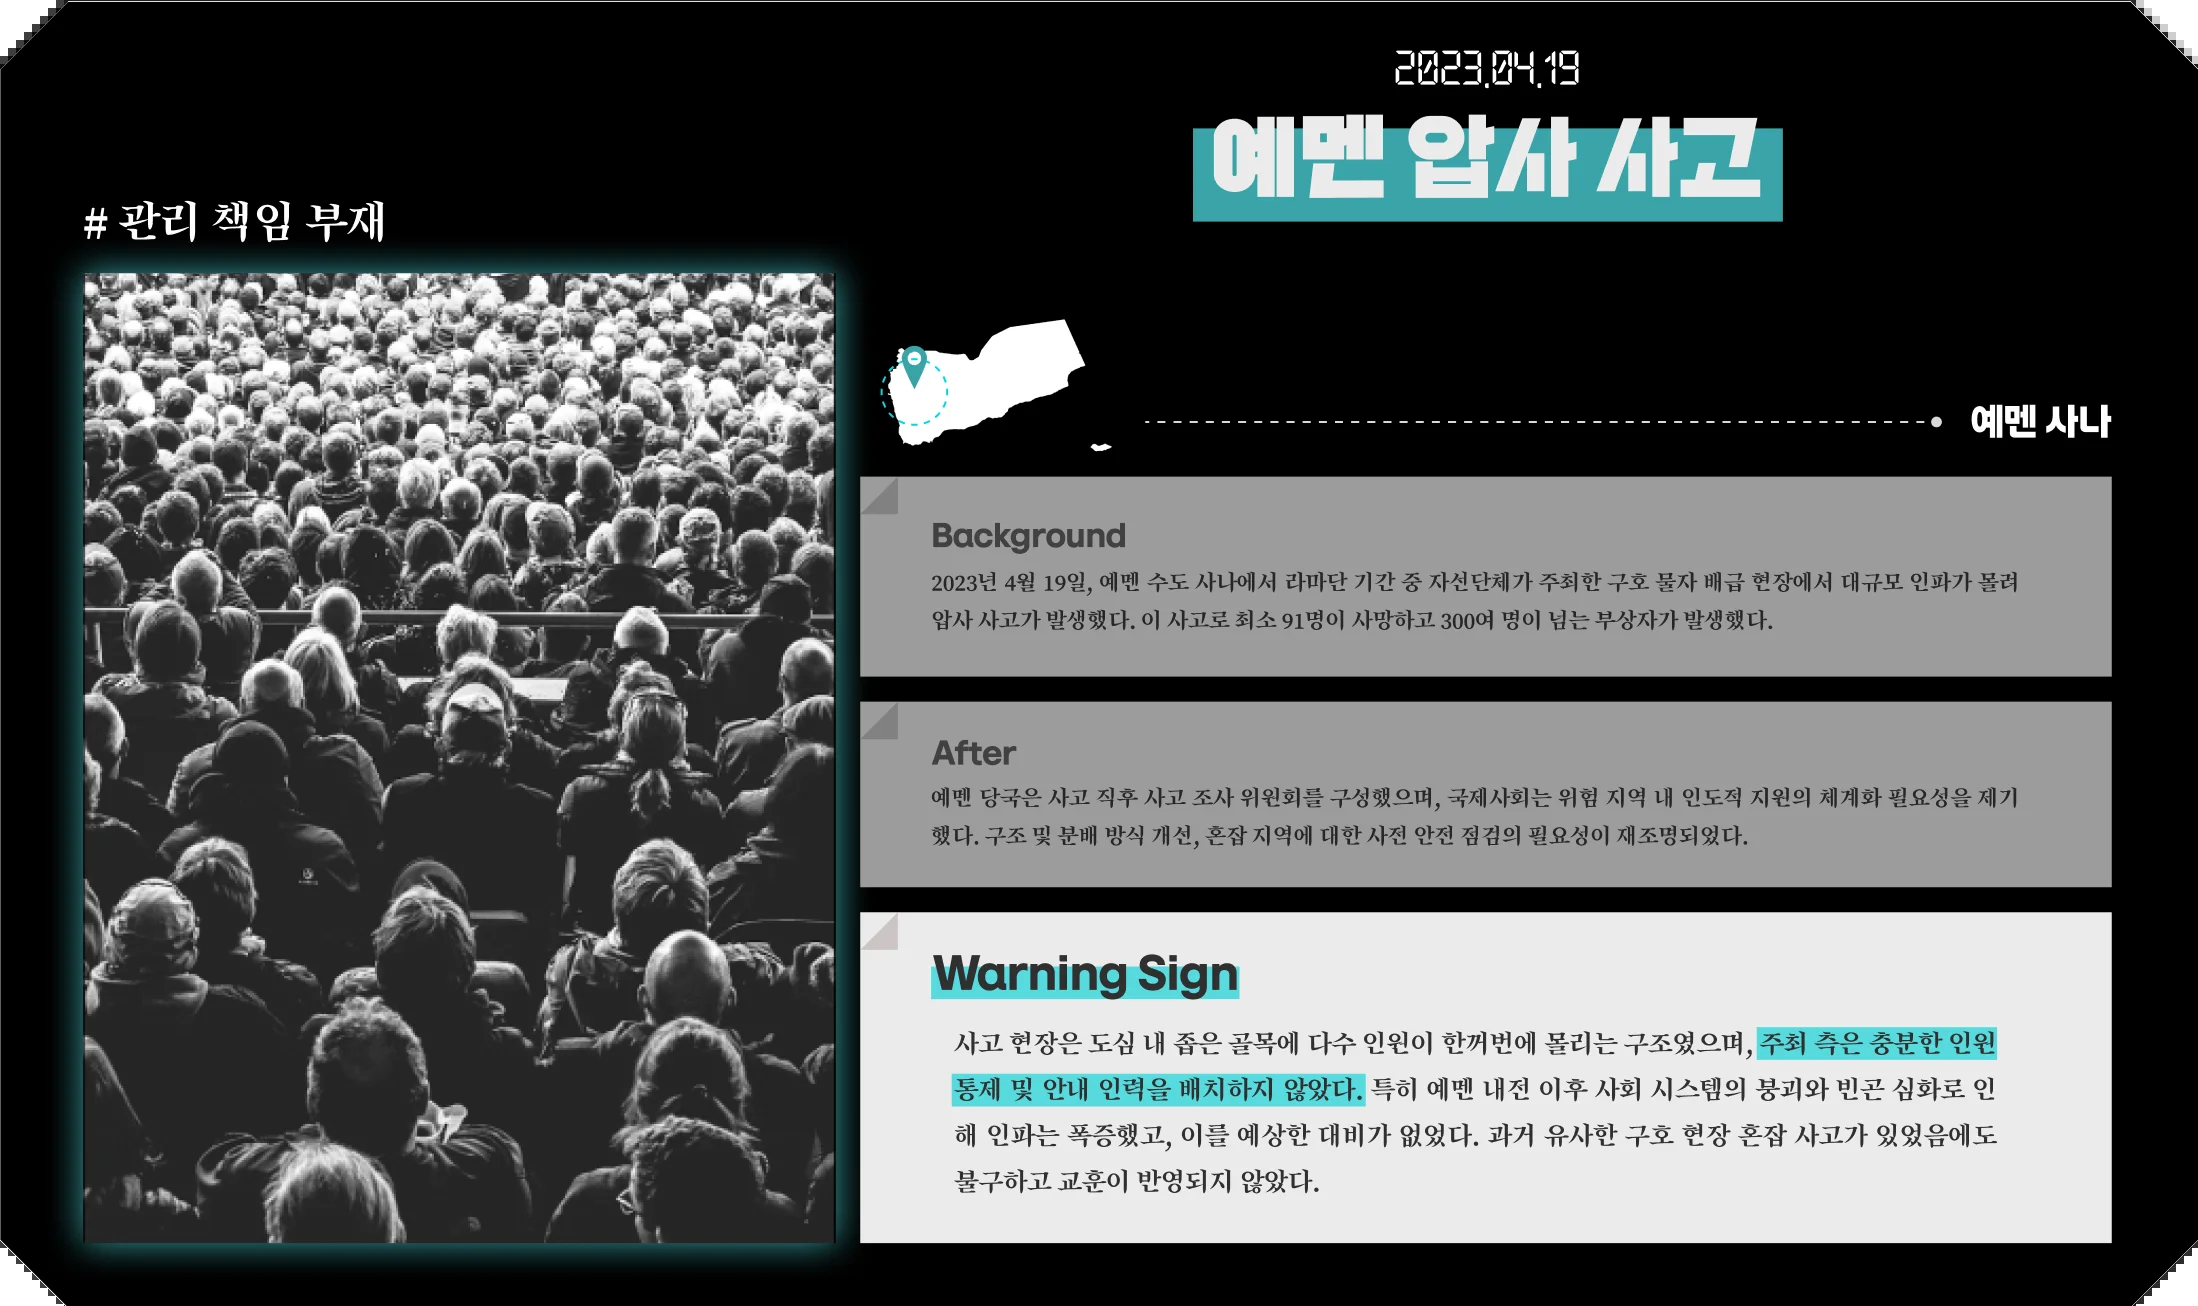 2023.04.19
예멘 압사 사고
# 관리 책임 부재
예멘 사나
Background
2023년 4월 19일, 예멘 수도 사나에서 라마단 기간 중 자선단체가 주최한 구호 물자 배급 현장에서 대규모 인파가 몰려
압사 사고가 발생했다. 이 사고로 최소 91명이 사망하고 300여 명이 넘는 부상자가 발생했다.
After
예멘 당국은 사고 직후 사고 조사 위원회를 구성했으며, 국제사회는 위험 지역 내 인도적 지원의 체계화 필요성을 제기
했다. 구조 및 분배 방식 개선, 혼잡 지역에 대한 사전 안전 점검의 필요성이 재조명되었다.
Warning Sign
사고 현장은 도심 내 좁은 골목에 다수 인원이 한꺼번에 몰리는 구조였으며, 주최 측은 충분한 인원
통제 및 안내 인력을 배치하지 않았다. 특히 예멘 내전 이후 사회 시스템의 붕괴와 빈곤 심화로 인
해 인파는 폭증했고, 이를 예상한 대비가 없었다. 과거 유사한 구호 현장 혼잡 사고가 있었음에도
불구하고 교훈이 반영되지 않았다.